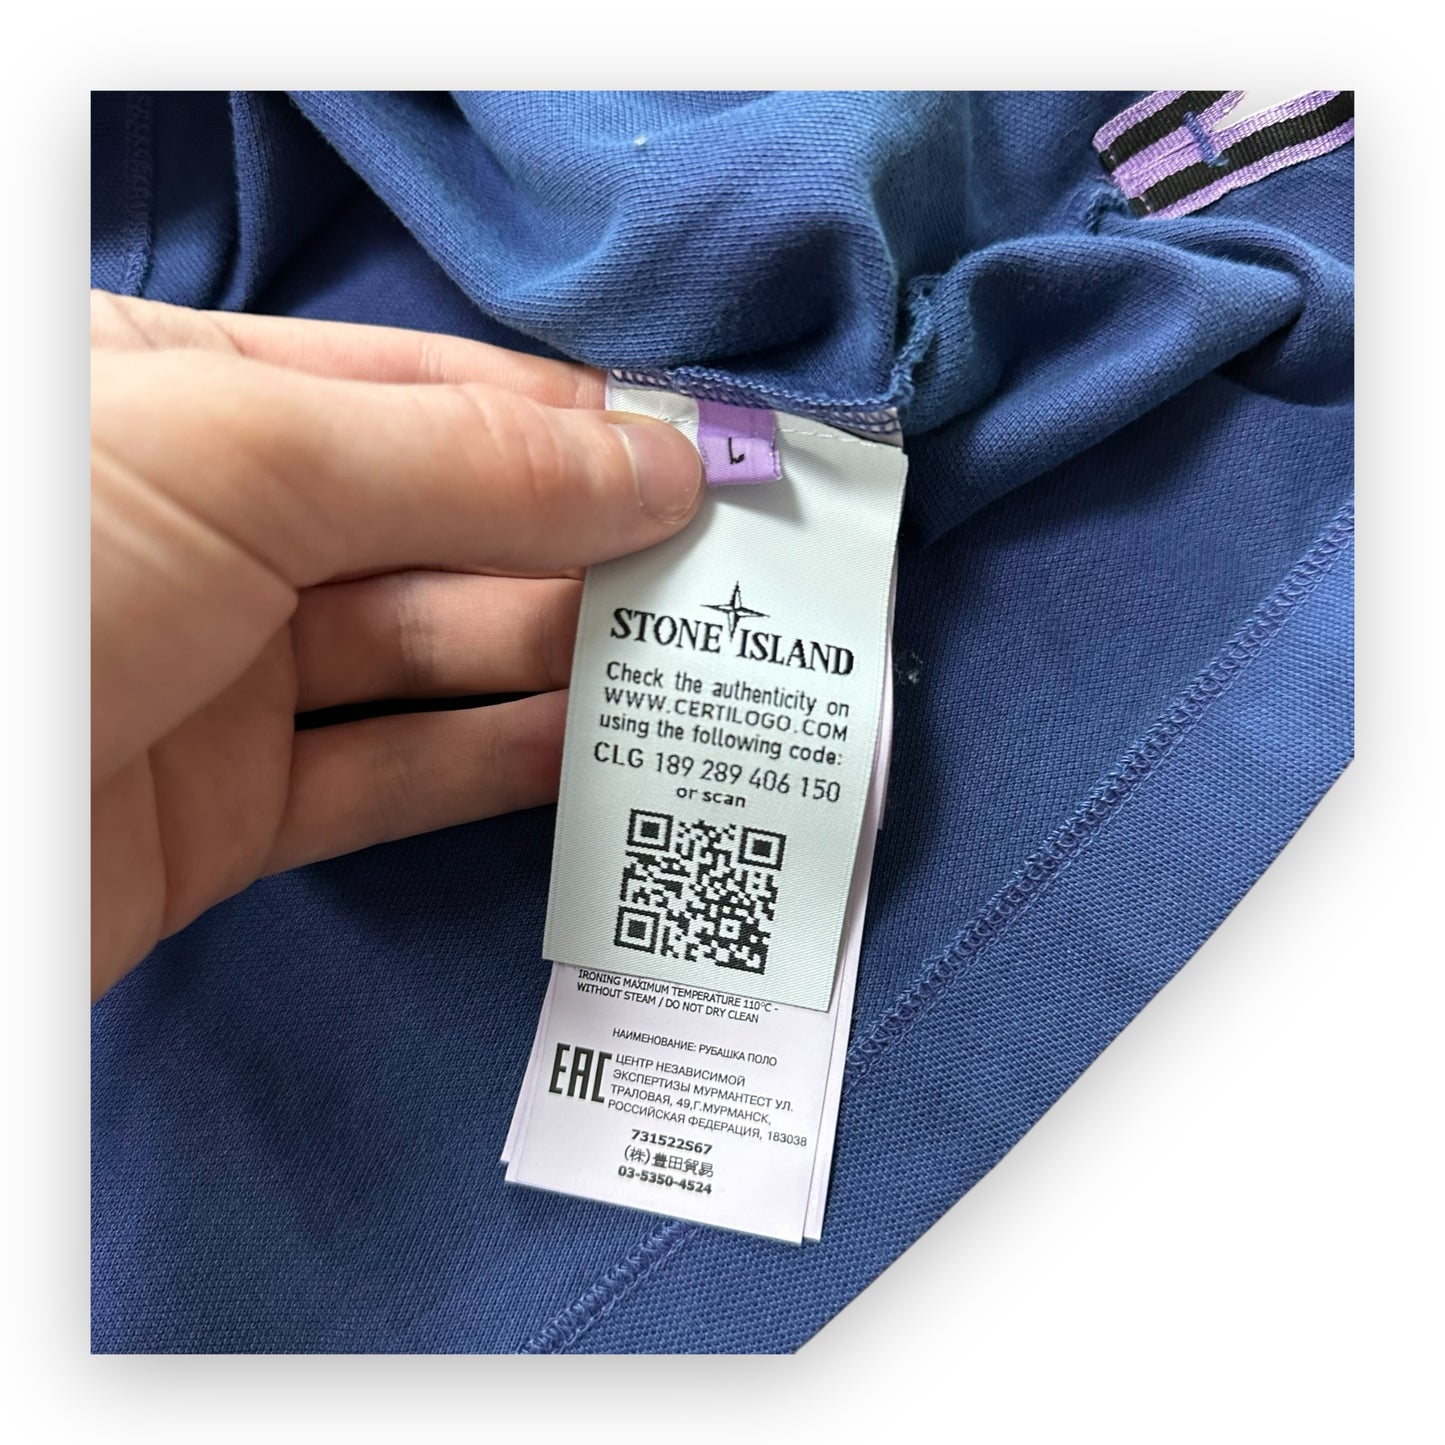 L
STONE ISLAND
Check the authenticity on
WWW.CERTILOGO.COM
using the following code:
CLG 189 289 406 150
or scan
IRONING MAXIMUM TEMPERATURE 110°C -
WITHOUT STEAM / DO NOT DRY CLEAN
НАИМЕНОВАНИЕ: РУБАШКА ПОЛО
EAC
ЦЕНТР НЕЗАВИСИМОЙ
ЭКСПЕРТИЗЫ МУРМАНТЕСТ УЛ.
ТРАЛОВАЯ, 49,Г.МУРМАНСК,
РОССИЙСКАЯ ФЕДЕРАЦИЯ, 183038
731522S67
(株)豊田貿易
03-5350-4524